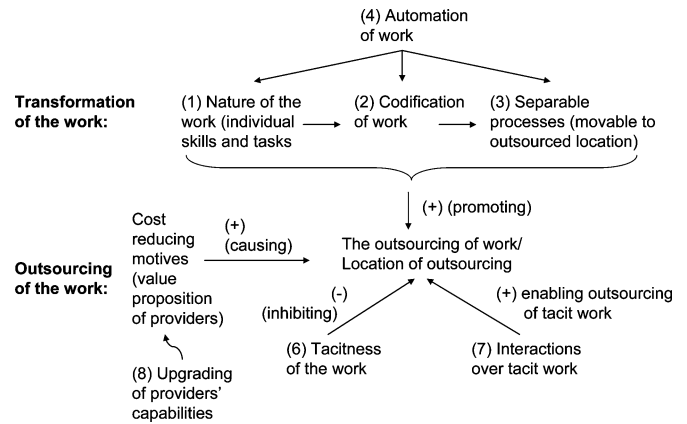 (4) Automation
of work
Transformation
of the work:
(1) Nature of the
work (individual
skills and tasks
(2) Codification
of work
(3) Separable
processes (movable to
outsourced location)
(+) (promoting)
Outsourcing
of the work:
Cost
reducing
motives
(value
proposition
of providers)
(+)
(causing)
The outsourcing of work/
Location of outsourcing
(-)
(inhibiting)
(+) enabling outsourcing
of tacit work
(6) Tacitness
of the work
(7) Interactions
over tacit work
(8) Upgrading
of providers’
capabilities